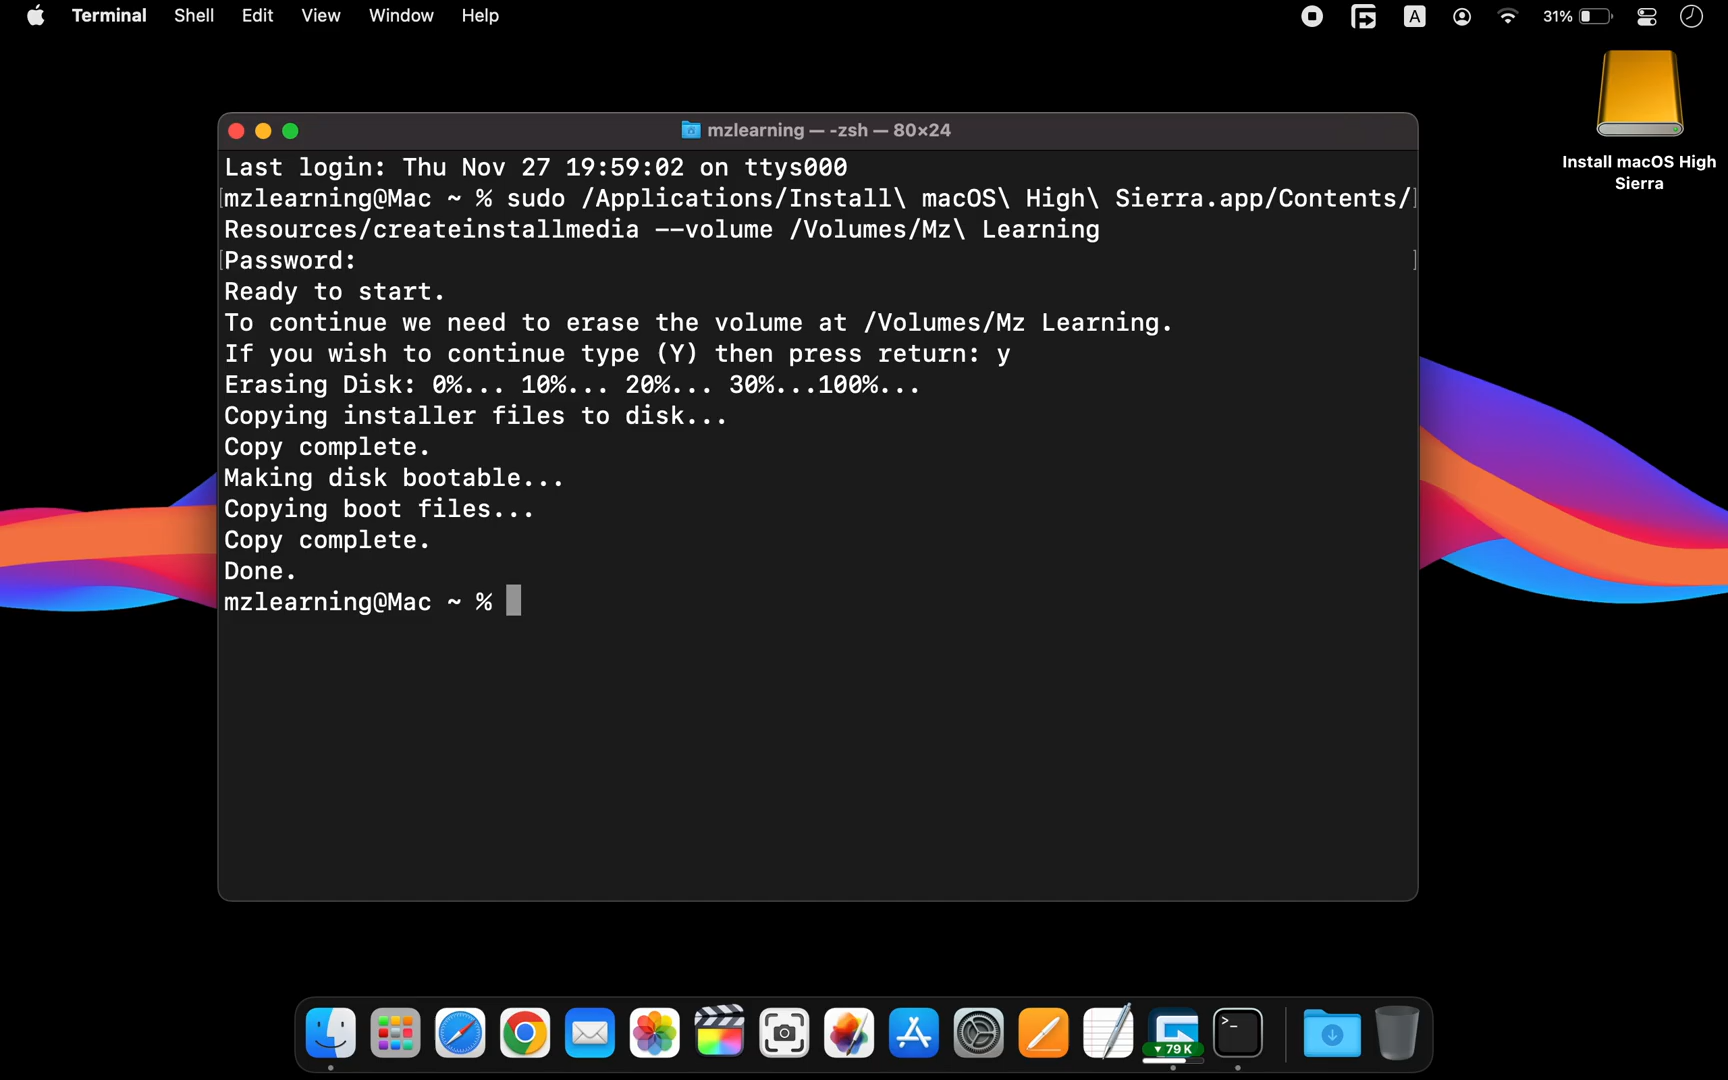 Terminal Shell Edit View Window Help A 31%
Install macOS High
Sierra
mzlearning — -zsh — 80×24
Last login: Thu Nov 27 19:59:02 on ttys000
[mzlearning@Mac ~ % sudo /Applications/Install\ macOS\ High\ Sierra.app/Contents/]
Resources/createinstallmedia --volume /Volumes/Mz\ Learning
[Password: ]
Ready to start.
To continue we need to erase the volume at /Volumes/Mz Learning.
If you wish to continue type (Y) then press return: y
Erasing Disk: 0%... 10%... 20%... 30%...100%...
Copying installer files to disk...
Copy complete.
Making disk bootable...
Copying boot files...
Copy complete.
Done.
mzlearning@Mac ~ %
▼79 K
>_